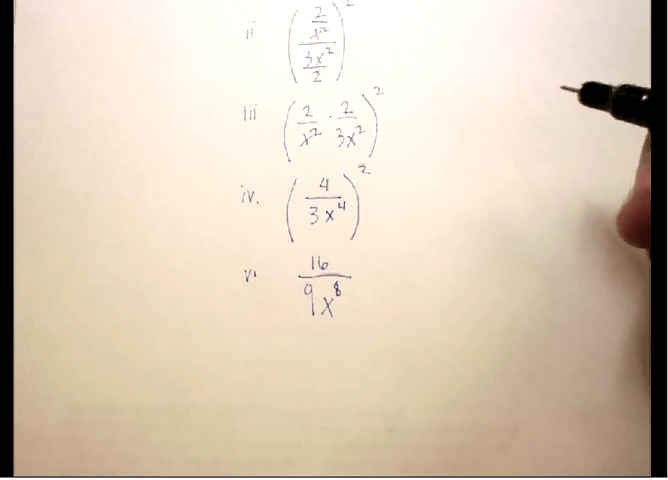 ii ( (2/x²) / (3x²/2) )²
iii ( 2/x² · 2/3x² )²
iv. ( 4/3x⁴ )²
v. 16/9x⁸